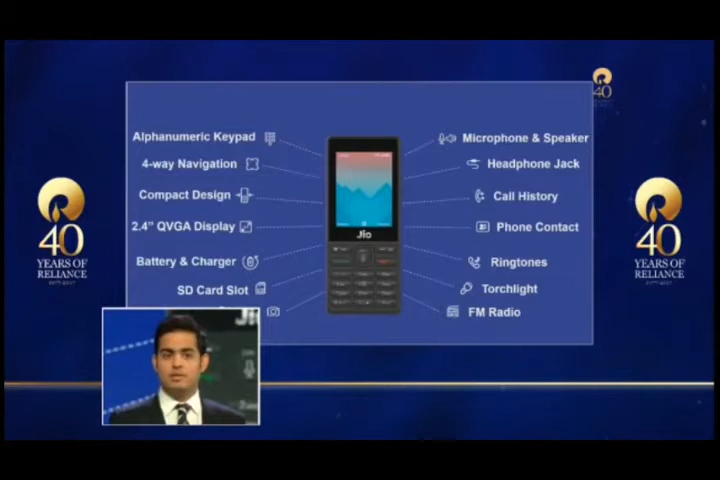 40
Alphanumeric Keypad
Microphone & Speaker
4-way Navigation
Headphone Jack
Compact Design
Call History
2.4” QVGA Display
Phone Contact
Jio
Battery & Charger
Ringtones
SD Card Slot
Torchlight
FM Radio
40
YEARS OF
RELIANCE
40
YEARS OF
RELIANCE